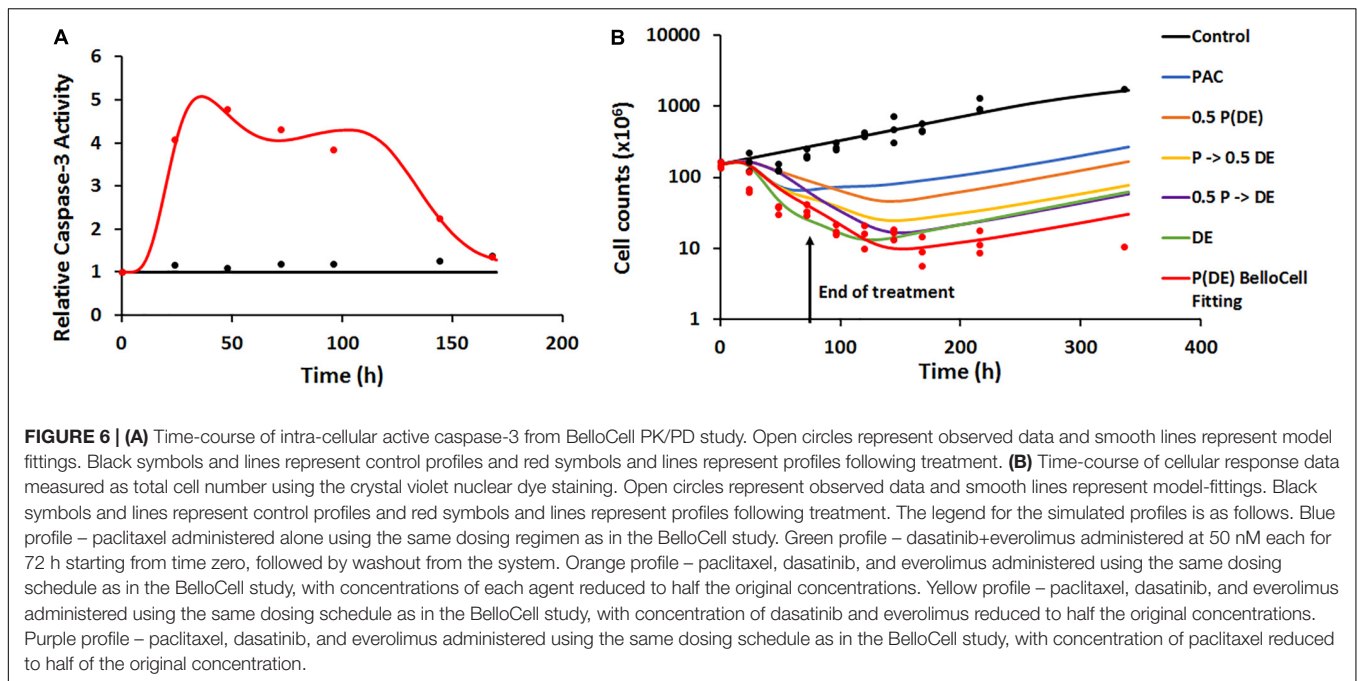 A
Relative Caspase-3 Activity
6
5
4
3
2
1
0
0 50 100 150 200
Time (h)
B
Cell counts (x10⁶)
10000
1000
100
10
1
End of treatment
0 100 200 300 400
Time (h)
Control
PAC
0.5 P(DE)
P -> 0.5 DE
0.5 P -> DE
DE
P(DE) BelloCell
Fitting
FIGURE 6 | (A) Time-course of intra-cellular active caspase-3 from BelloCell PK/PD study. Open circles represent observed data and smooth lines represent model
fittings. Black symbols and lines represent control profiles and red symbols and lines represent profiles following treatment. (B) Time-course of cellular response data
measured as total cell number using the crystal violet nuclear dye staining. Open circles represent observed data and smooth lines represent model-fittings. Black
symbols and lines represent control profiles and red symbols and lines represent profiles following treatment. The legend for the simulated profiles is as follows. Blue
profile – paclitaxel administered alone using the same dosing regimen as in the BelloCell study. Green profile – dasatinib+everolimus administered at 50 nM each for
72 h starting from time zero, followed by washout from the system. Orange profile – paclitaxel, dasatinib, and everolimus administered using the same dosing
schedule as in the BelloCell study, with concentrations of each agent reduced to half the original concentrations. Yellow profile – paclitaxel, dasatinib, and everolimus
administered using the same dosing schedule as in the BelloCell study, with concentration of dasatinib and everolimus reduced to half the original concentrations.
Purple profile – paclitaxel, dasatinib, and everolimus administered using the same dosing schedule as in the BelloCell study, with concentration of paclitaxel reduced
to half of the original concentration.